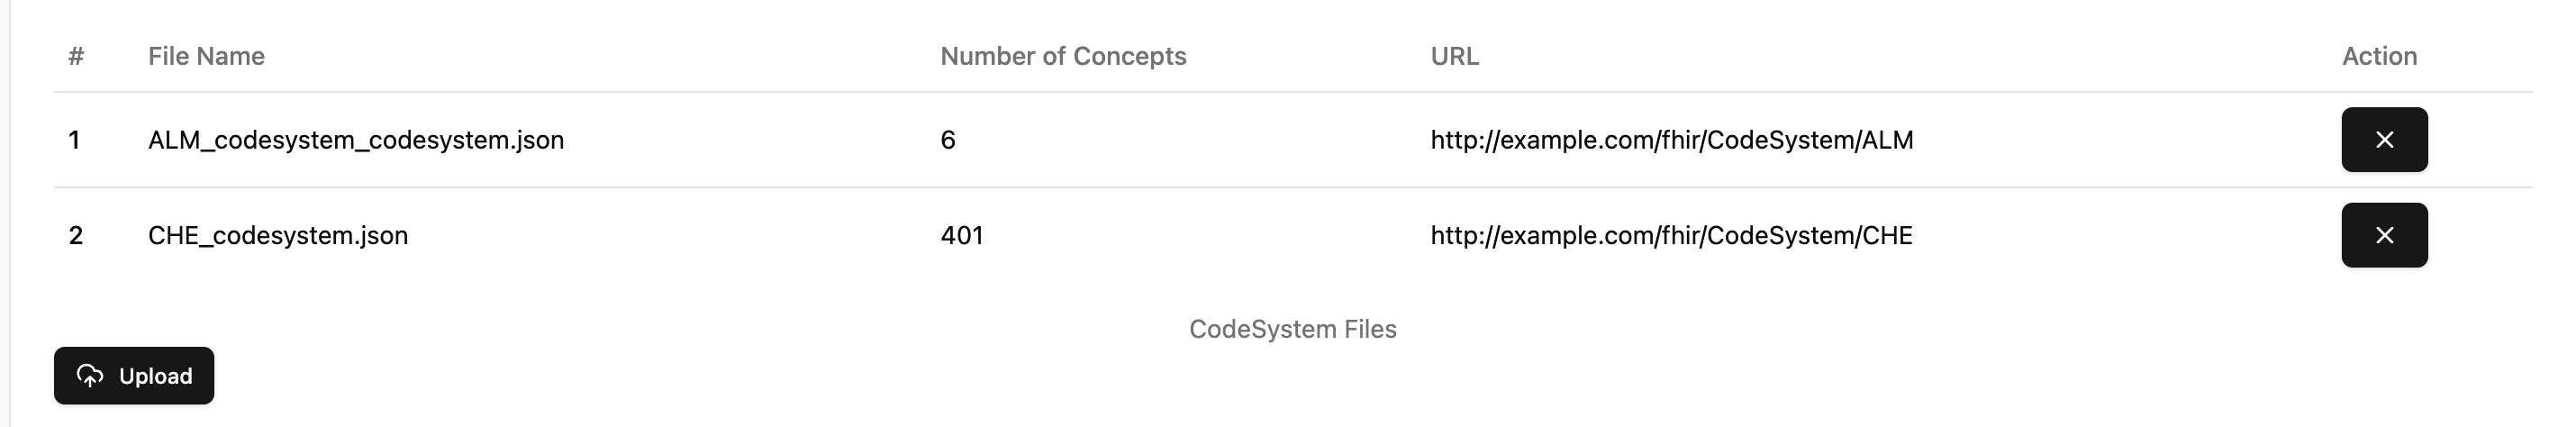 # File Name Number of Concepts URL Action
1 ALM_codesystem_codesystem.json 6 http://example.com/fhir/CodeSystem/ALM
2 CHE_codesystem.json 401 http://example.com/fhir/CodeSystem/CHE
CodeSystem Files
Upload